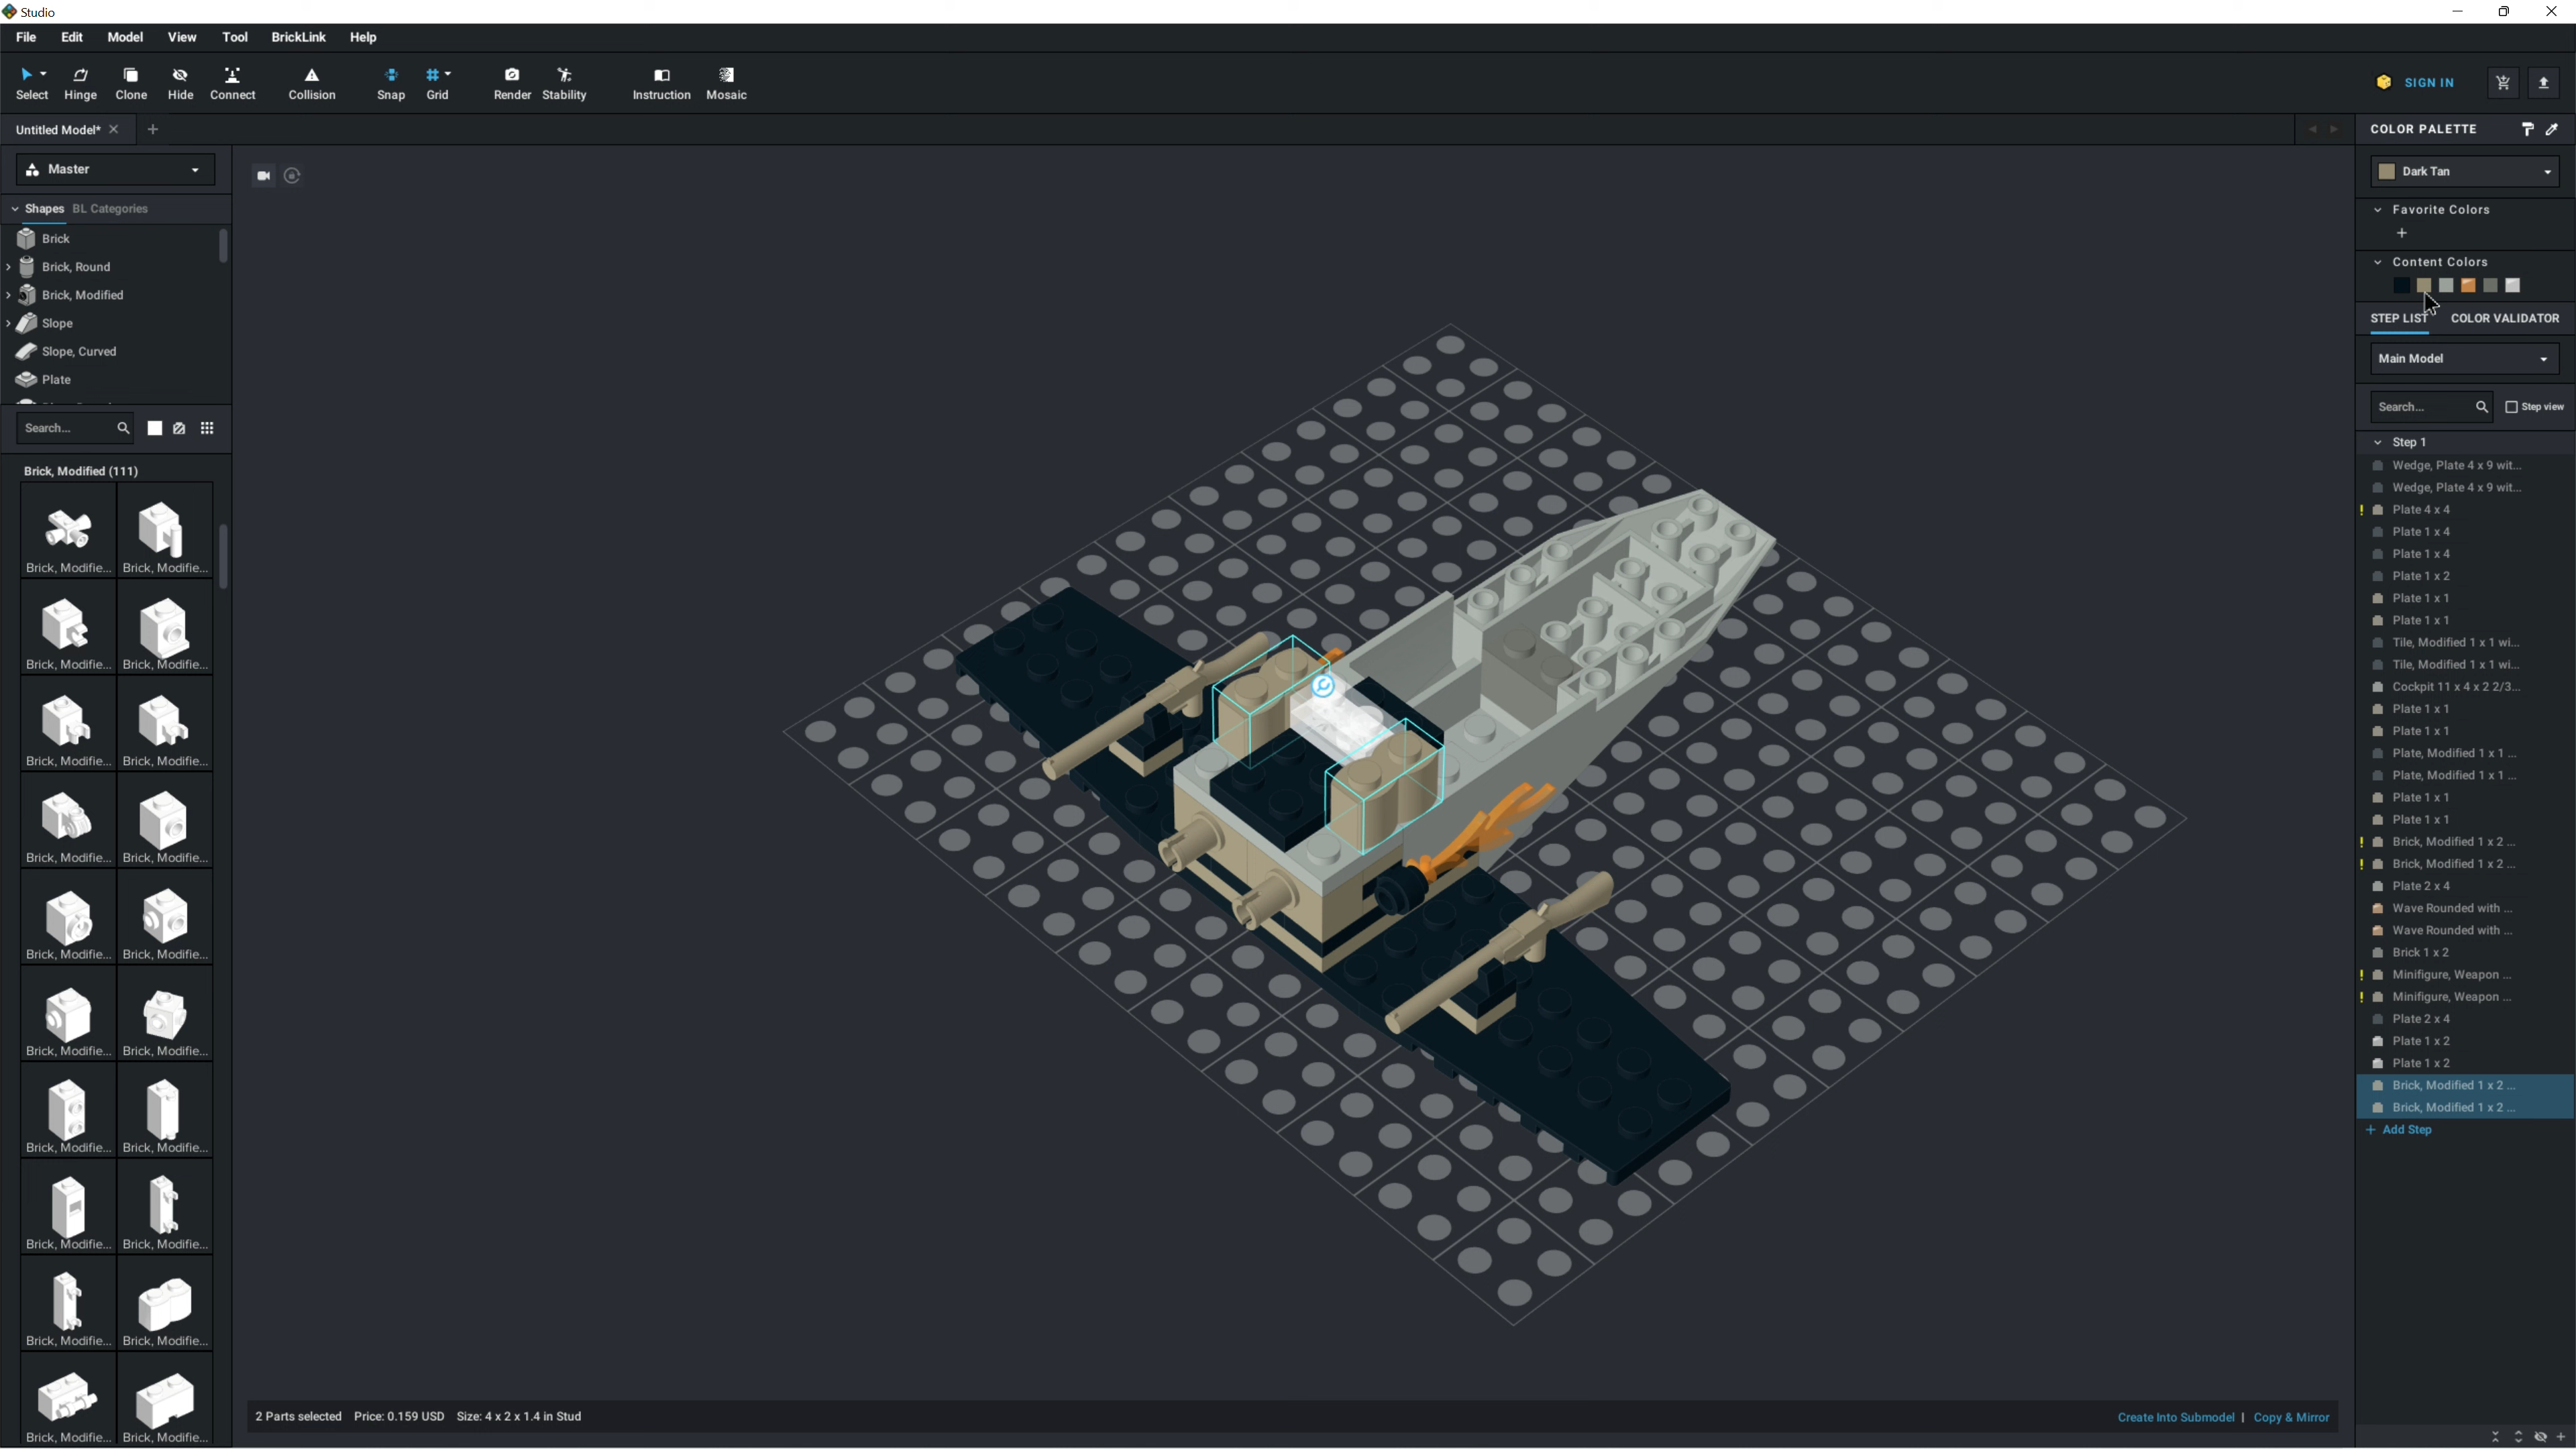 Studio
File Edit Model View Tool BrickLink Help
Select Hinge Clone Hide Connect Collision Snap Grid Render Stability Instruction Mosaic
SIGN IN
Untitled Model*
Master
Shapes BL Categories
Brick
Brick, Round
Brick, Modified
Slope
Slope, Curved
Plate
Search...
Brick, Modified (111)
Brick, Modifie... Brick, Modifie...
Brick, Modifie... Brick, Modifie...
Brick, Modifie... Brick, Modifie...
Brick, Modifie... Brick, Modifie...
Brick, Modifie... Brick, Modifie...
Brick, Modifie... Brick, Modifie...
Brick, Modifie... Brick, Modifie...
Brick, Modifie... Brick, Modifie...
Brick, Modifie... Brick, Modifie...
Brick, Modifie... Brick, Modifie...
2 Parts selected Price: 0.159 USD Size: 4 x 2 x 1.4 in Stud
Create Into Submodel | Copy & Mirror
COLOR PALETTE
Dark Tan
Favorite Colors
+
Content Colors
STEP LIST COLOR VALIDATOR
Main Model
Search... Step view
Step 1
Wedge, Plate 4 x 9 wit...
Wedge, Plate 4 x 9 wit...
! Plate 4 x 4
Plate 1 x 4
Plate 1 x 4
Plate 1 x 2
Plate 1 x 1
Plate 1 x 1
Tile, Modified 1 x 1 wi...
Tile, Modified 1 x 1 wi...
Cockpit 11 x 4 x 2 2/3...
Plate 1 x 1
Plate 1 x 1
Plate, Modified 1 x 1 ...
Plate, Modified 1 x 1 ...
Plate 1 x 1
Plate 1 x 1
! Brick, Modified 1 x 2 ...
! Brick, Modified 1 x 2 ...
Plate 2 x 4
Wave Rounded with ...
Wave Rounded with ...
Brick 1 x 2
! Minifigure, Weapon ...
! Minifigure, Weapon ...
Plate 2 x 4
Plate 1 x 2
Plate 1 x 2
Brick, Modified 1 x 2 ...
Brick, Modified 1 x 2 ...
+ Add Step